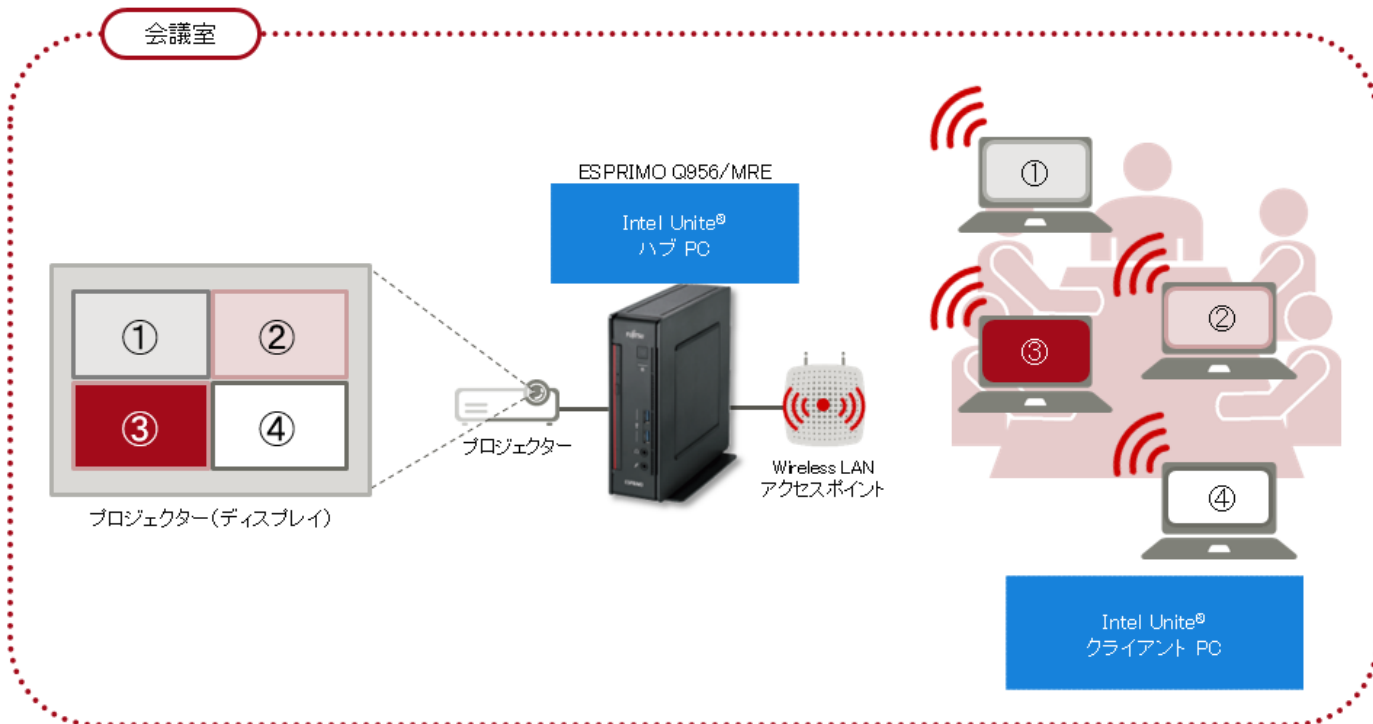 会議室
ESPRIMO Q956/MRE
Intel Unite®
ハブ PC
①
②
③
④
プロジェクター(ディスプレイ)
プロジェクター
FUJITSU
ESPRIMO
Wireless LAN
アクセスポイント
①
②
③
④
Intel Unite®
クライアント PC